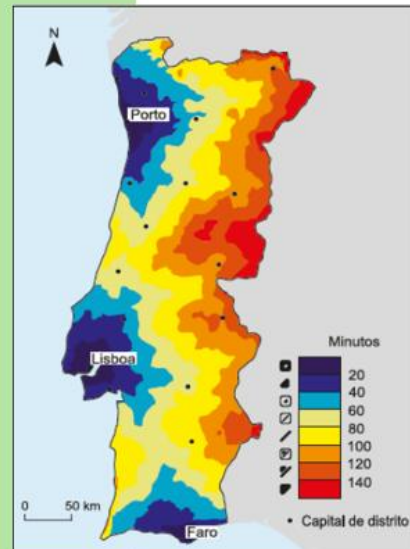 N
Porto
Lisboa
Faro
Minutos
20
40
60
80
100
120
140
Capital de distrito
0 50 km